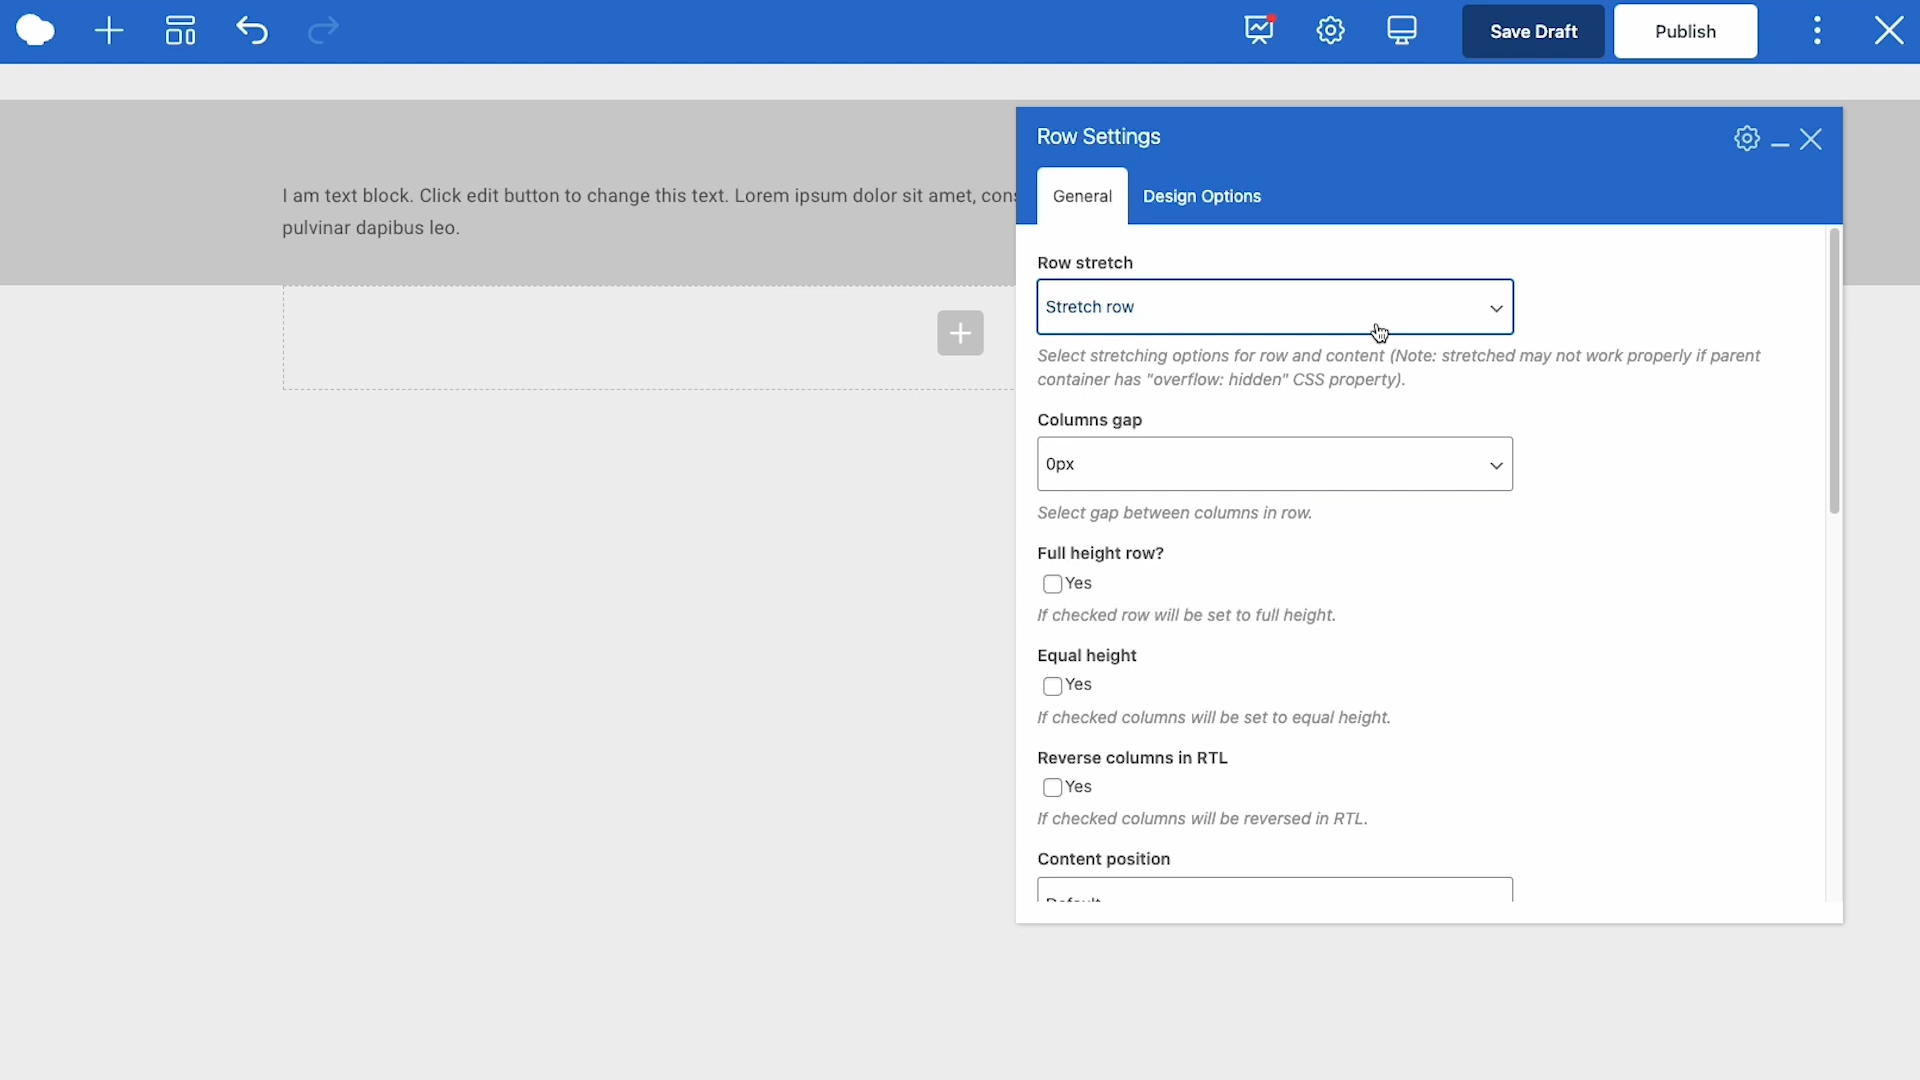 Save Draft
Publish
Row Settings
General
Design Options
I am text block. Click edit button to change this text. Lorem ipsum dolor sit amet,
pulvinar dapibus leo.
Row stretch
Stretch row
Select stretching options for row and content (Note: stretched may not work properly if parent
container has "overflow: hidden" CSS property).
Columns gap
0px
Select gap between columns in row.
Full height row?
Yes
If checked row will be set to full height.
Equal height
Yes
If checked columns will be set to equal height.
Reverse columns in RTL
Yes
If checked columns will be reversed in RTL.
Content position